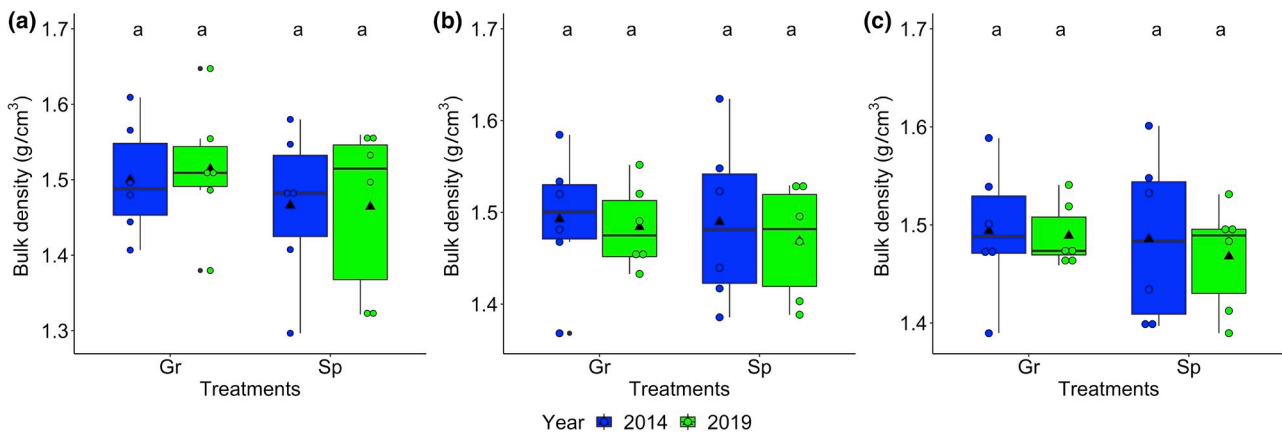 (a)
1.7
1.6
1.5
1.4
1.3
Bulk density (g/cm³)
a a a a
Gr Sp
Treatments
(b)
1.7
1.6
1.5
1.4
Bulk density (g/cm³)
a a a a
Gr Sp
Treatments
(c)
1.7
1.6
1.5
1.4
Bulk density (g/cm³)
a a a a
Gr Sp
Treatments
Year 2014 2019